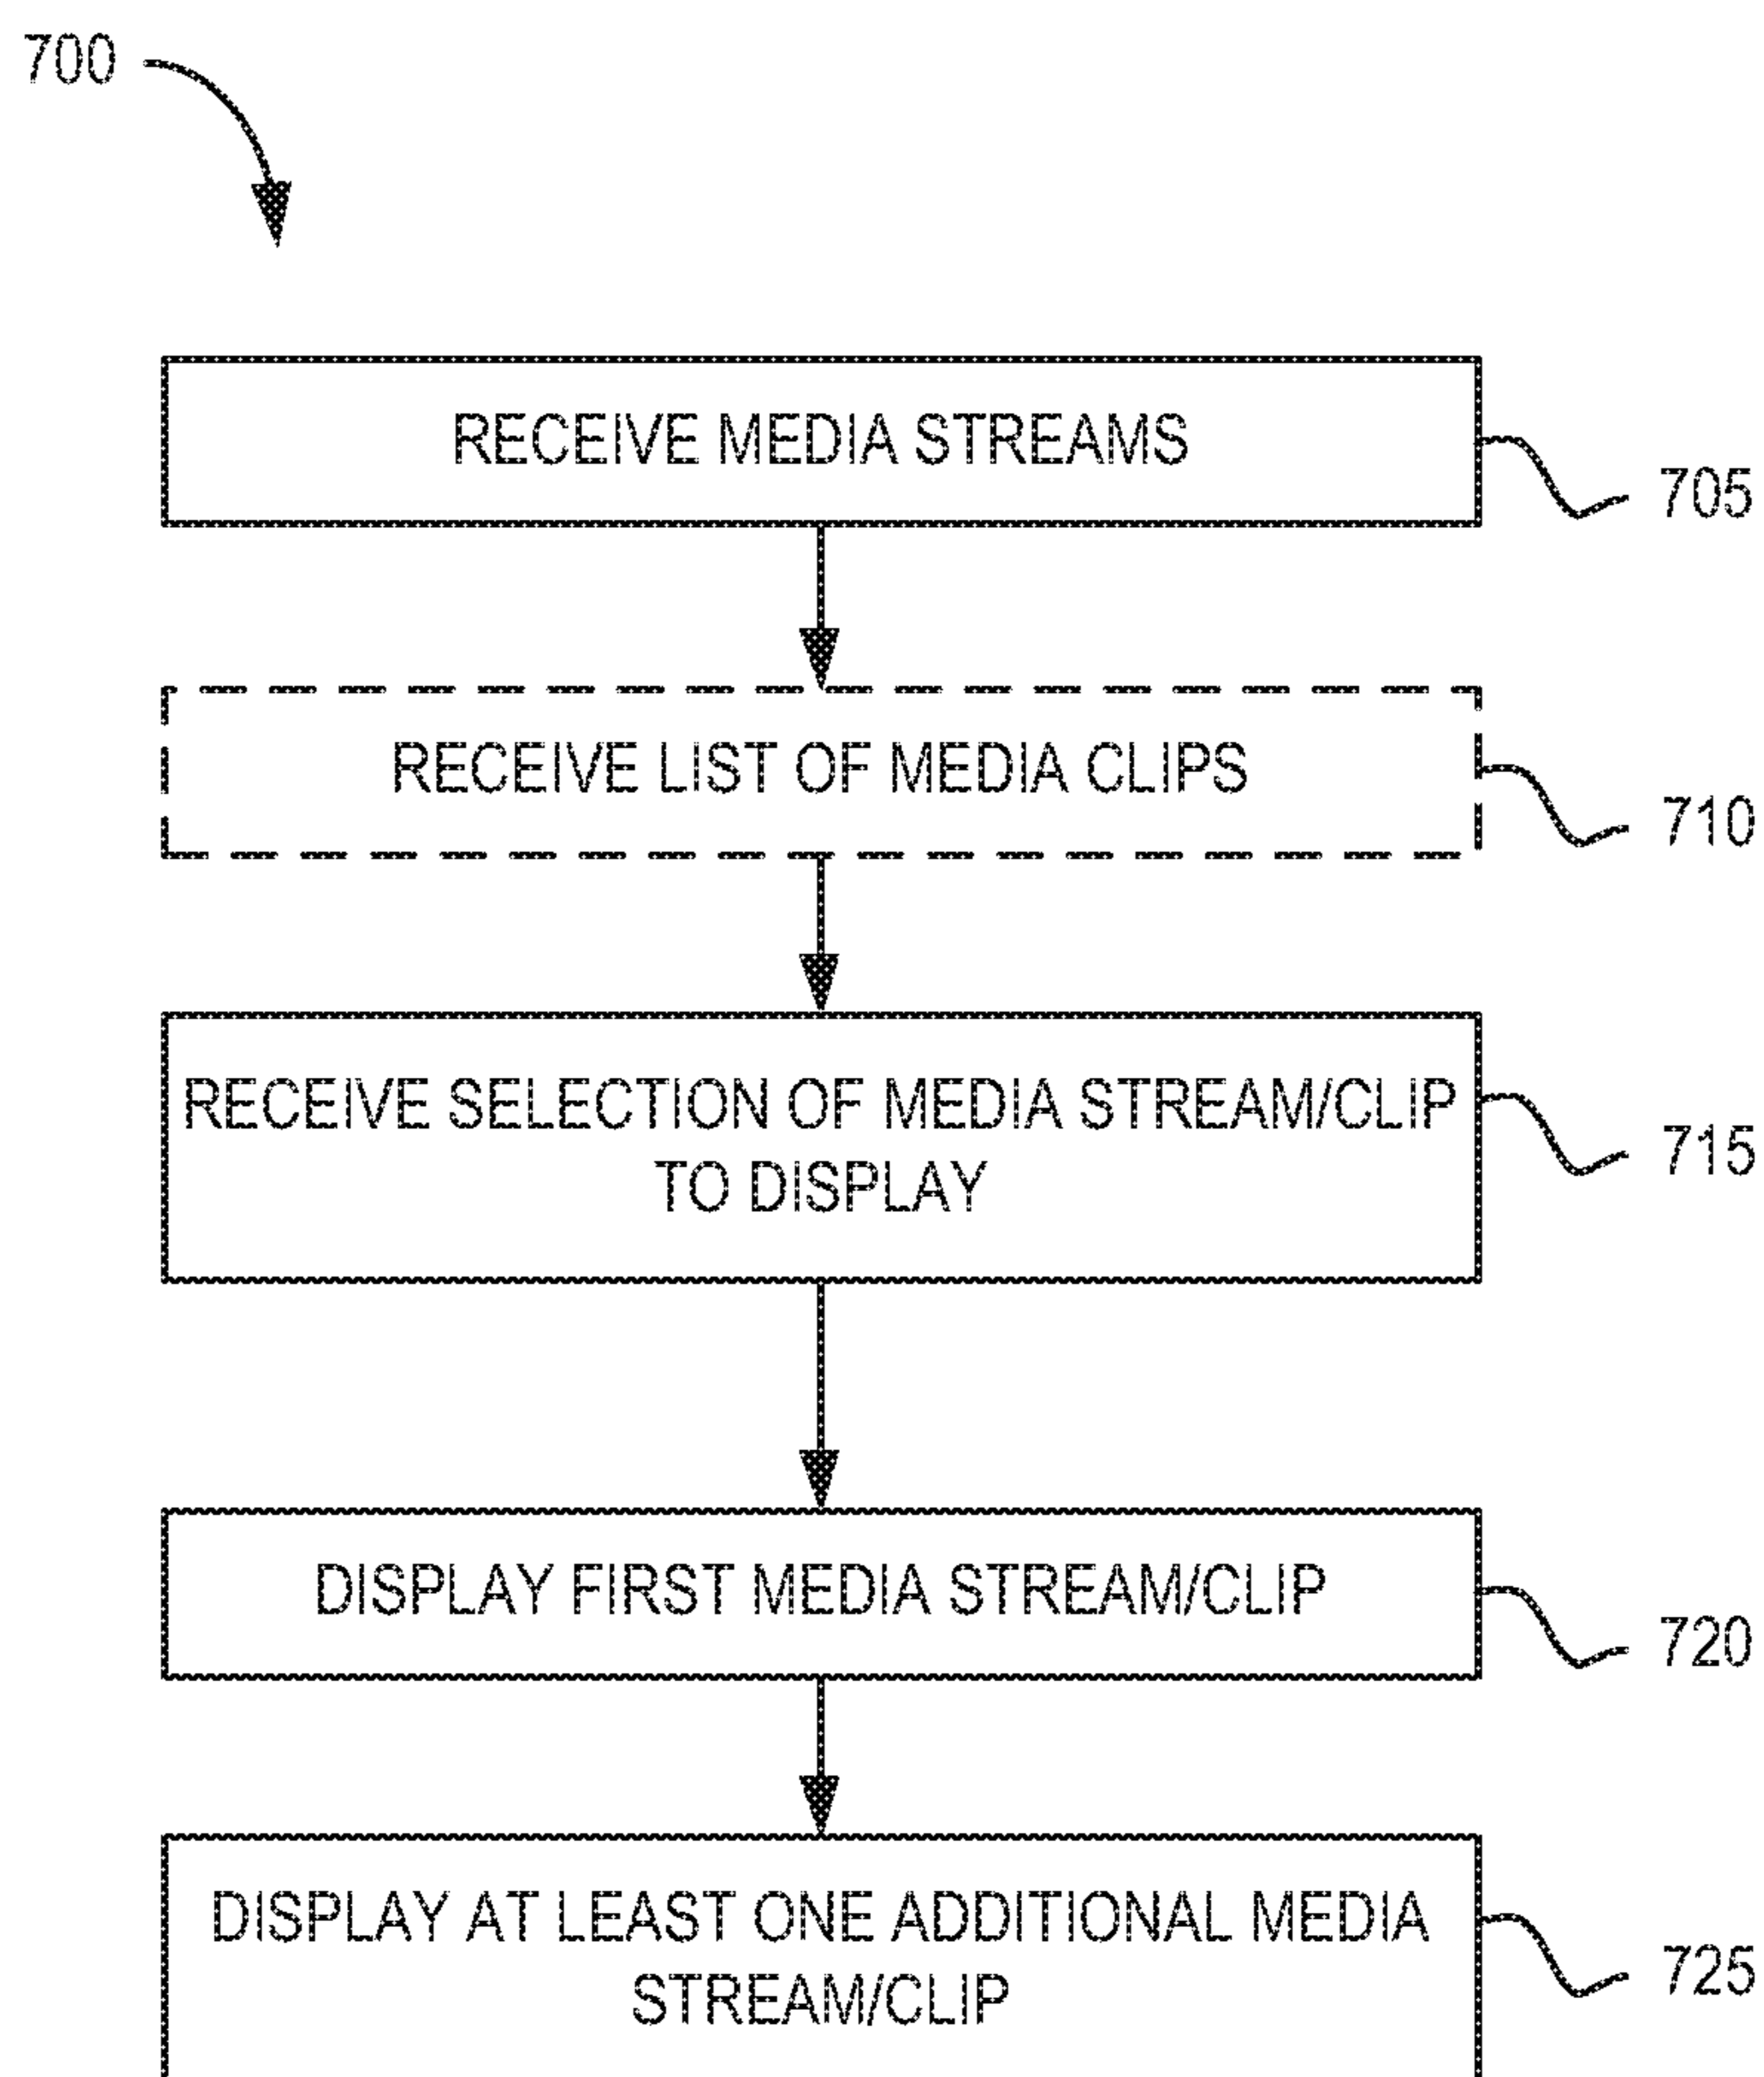 700
RECEIVE MEDIA STREAMS
705
RECEIVE LIST OF MEDIA CLIPS
710
RECEIVE SELECTION OF MEDIA STREAM/CLIP
TO DISPLAY
715
DISPLAY FIRST MEDIA STREAM/CLIP
720
DISPLAY AT LEAST ONE ADDITIONAL MEDIA
STREAM/CLIP
725